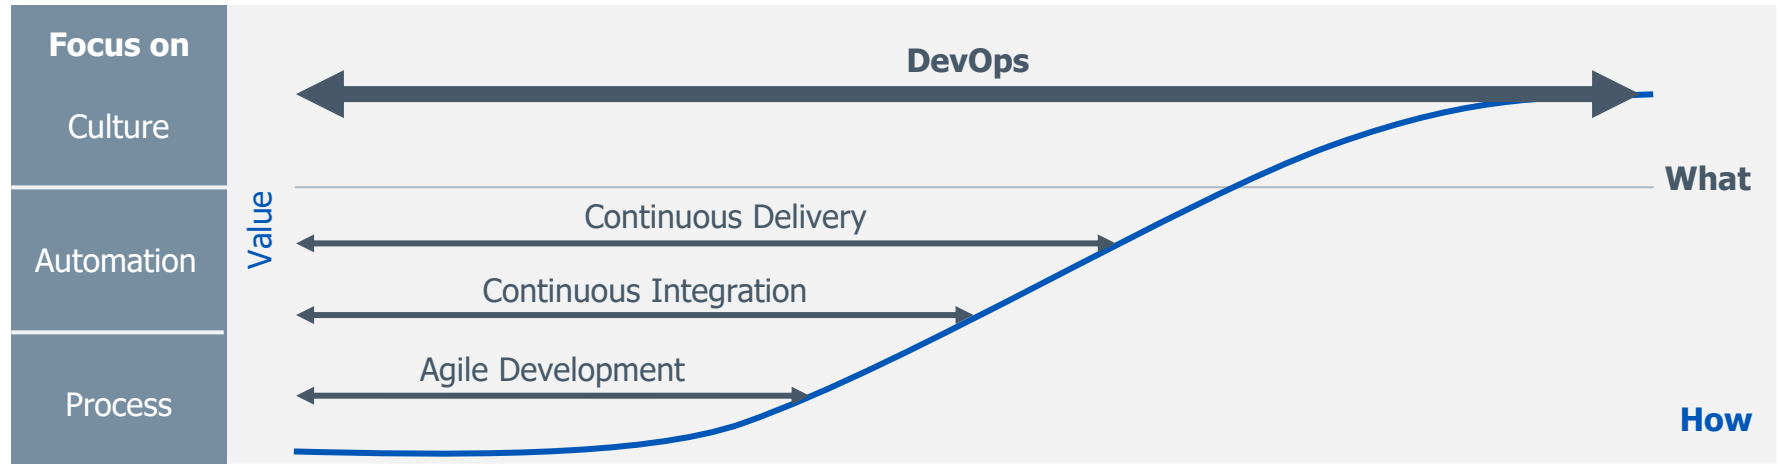 Focus on
Culture
Automation
Process
Value
DevOps
What
Continuous Delivery
Continuous Integration
Agile Development
How